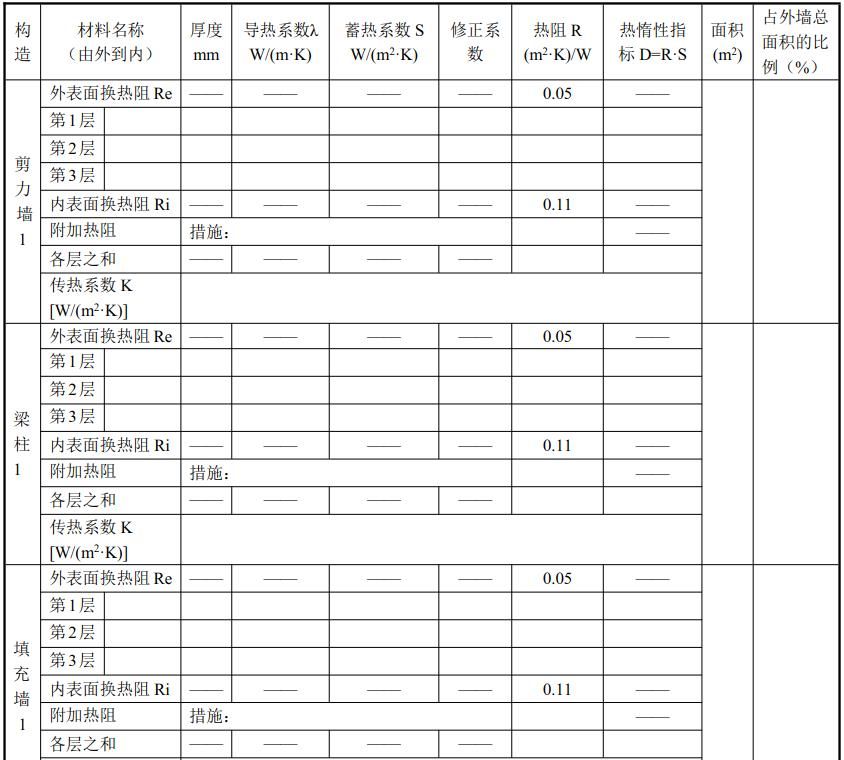 构造 材料名称（由外到内） 厚度 mm 导热系数λ W/(m·K) 蓄热系数 S W/(m²·K) 修正系数 热阻 R (m²·K)/W 热惰性指标 D=R·S 面积 (m²) 占外墙总面积的比例（%）
剪力墙1
外表面换热阻 Re —— —— —— —— 0.05 ——
第1层
第2层
第3层
内表面换热阻 Ri —— —— —— —— 0.11 ——
附加热阻 措施： ——
各层之和 —— —— —— ——
传热系数 K
[W/(m²·K)]
梁柱1
外表面换热阻 Re —— —— —— —— 0.05 ——
第1层
第2层
第3层
内表面换热阻 Ri —— —— —— —— 0.11 ——
附加热阻 措施： ——
各层之和 —— —— —— ——
传热系数 K
[W/(m²·K)]
填充墙1
外表面换热阻 Re —— —— —— —— 0.05 ——
第1层
第2层
第3层
内表面换热阻 Ri —— —— —— —— 0.11 ——
附加热阻 措施： ——
各层之和 —— —— —— ——